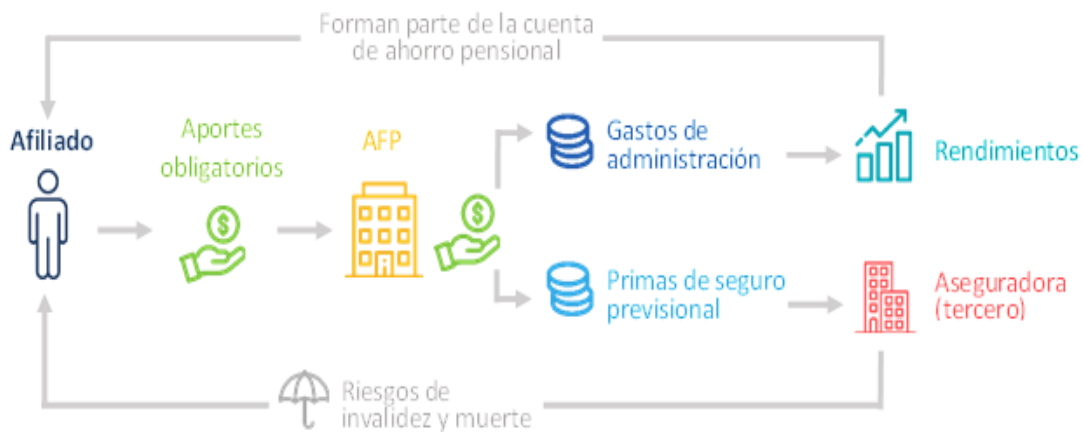 Forman parte de la cuenta
de ahorro pensional
Afiliado
Aportes
obligatorios
AFP
Gastos de
administración
Rendimientos
$
$
Primas de seguro
previsional
Aseguradora
(tercero)
Riesgos de
invalidez y muerte